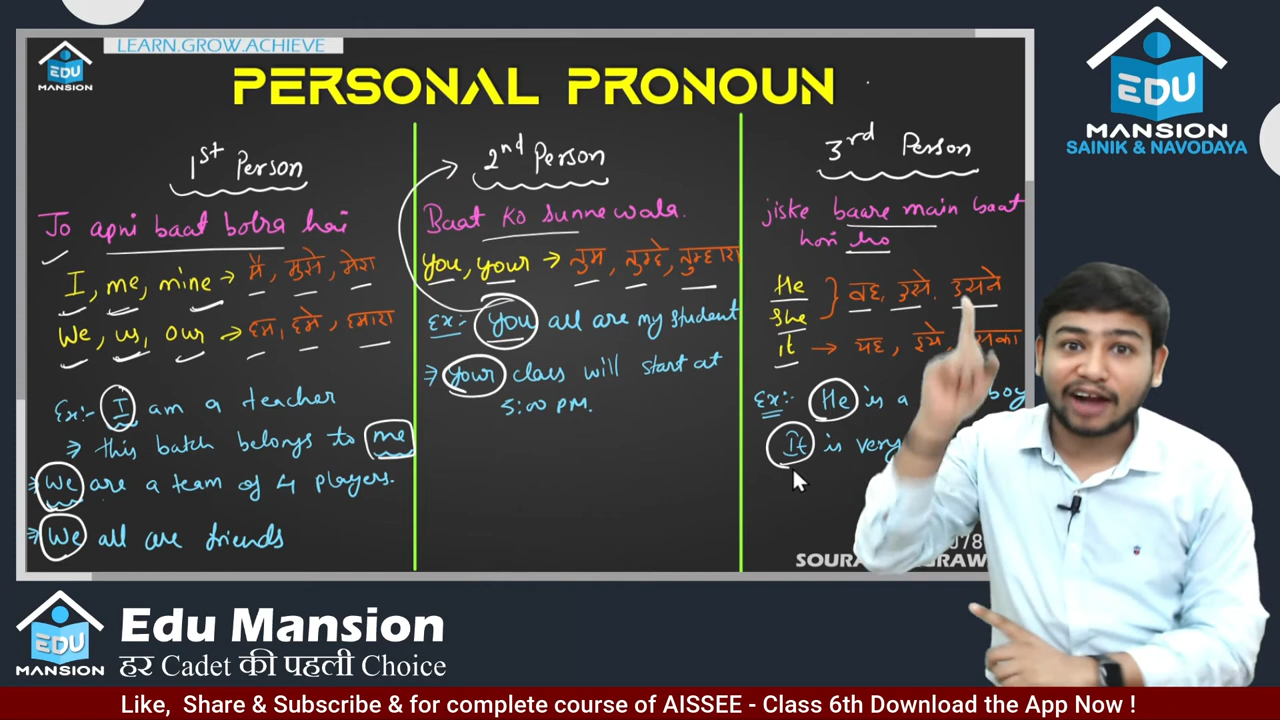 LEARN.GROW.ACHIEVE
EDU
MANSION
PERSONAL PRONOUN
EDU
MANSION
SAINIK & NAVODAYA
1st Person
Jo apni baat bolta hai
I, me, mine → मैं, मुझे, मेरा
We, us, our → हम, हमे, हमारा
Ex:- I am a teacher
⇒ this batch belongs to me
⇒ We are a team of 4 players.
⇒ We all are friends
2nd Person
Baat ko sunne wala.
you, your → तुम, तुम्हे, तुम्हारा
Ex:- You all are my student
⇒ Your class will start at
5:00 PM.
3rd Person
jiske baare main baat
hori ho
He
She } वह, उसे, उसने
it → यह, इसे,
Ex:- He is a boy
It is very
EDU
MANSION
Edu Mansion
हर Cadet की पहली Choice
Like, Share & Subscribe & for complete course of AISSEE - Class 6th Download the App Now !